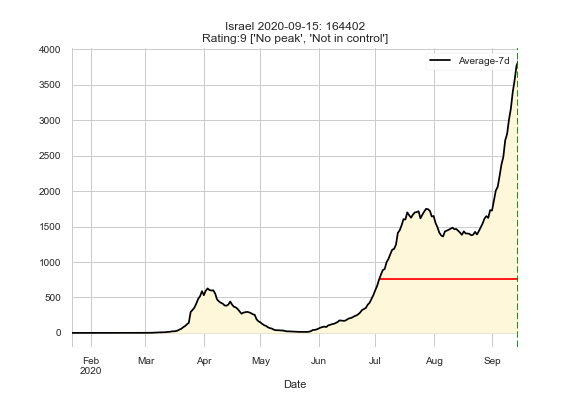 Israel 2020-09-15: 164402
Rating:9 ['No peak', 'Not in control']
Average-7d
4000
3500
3000
2500
2000
1500
1000
500
0
Feb Mar Apr May Jun Jul Aug Sep
2020
Date